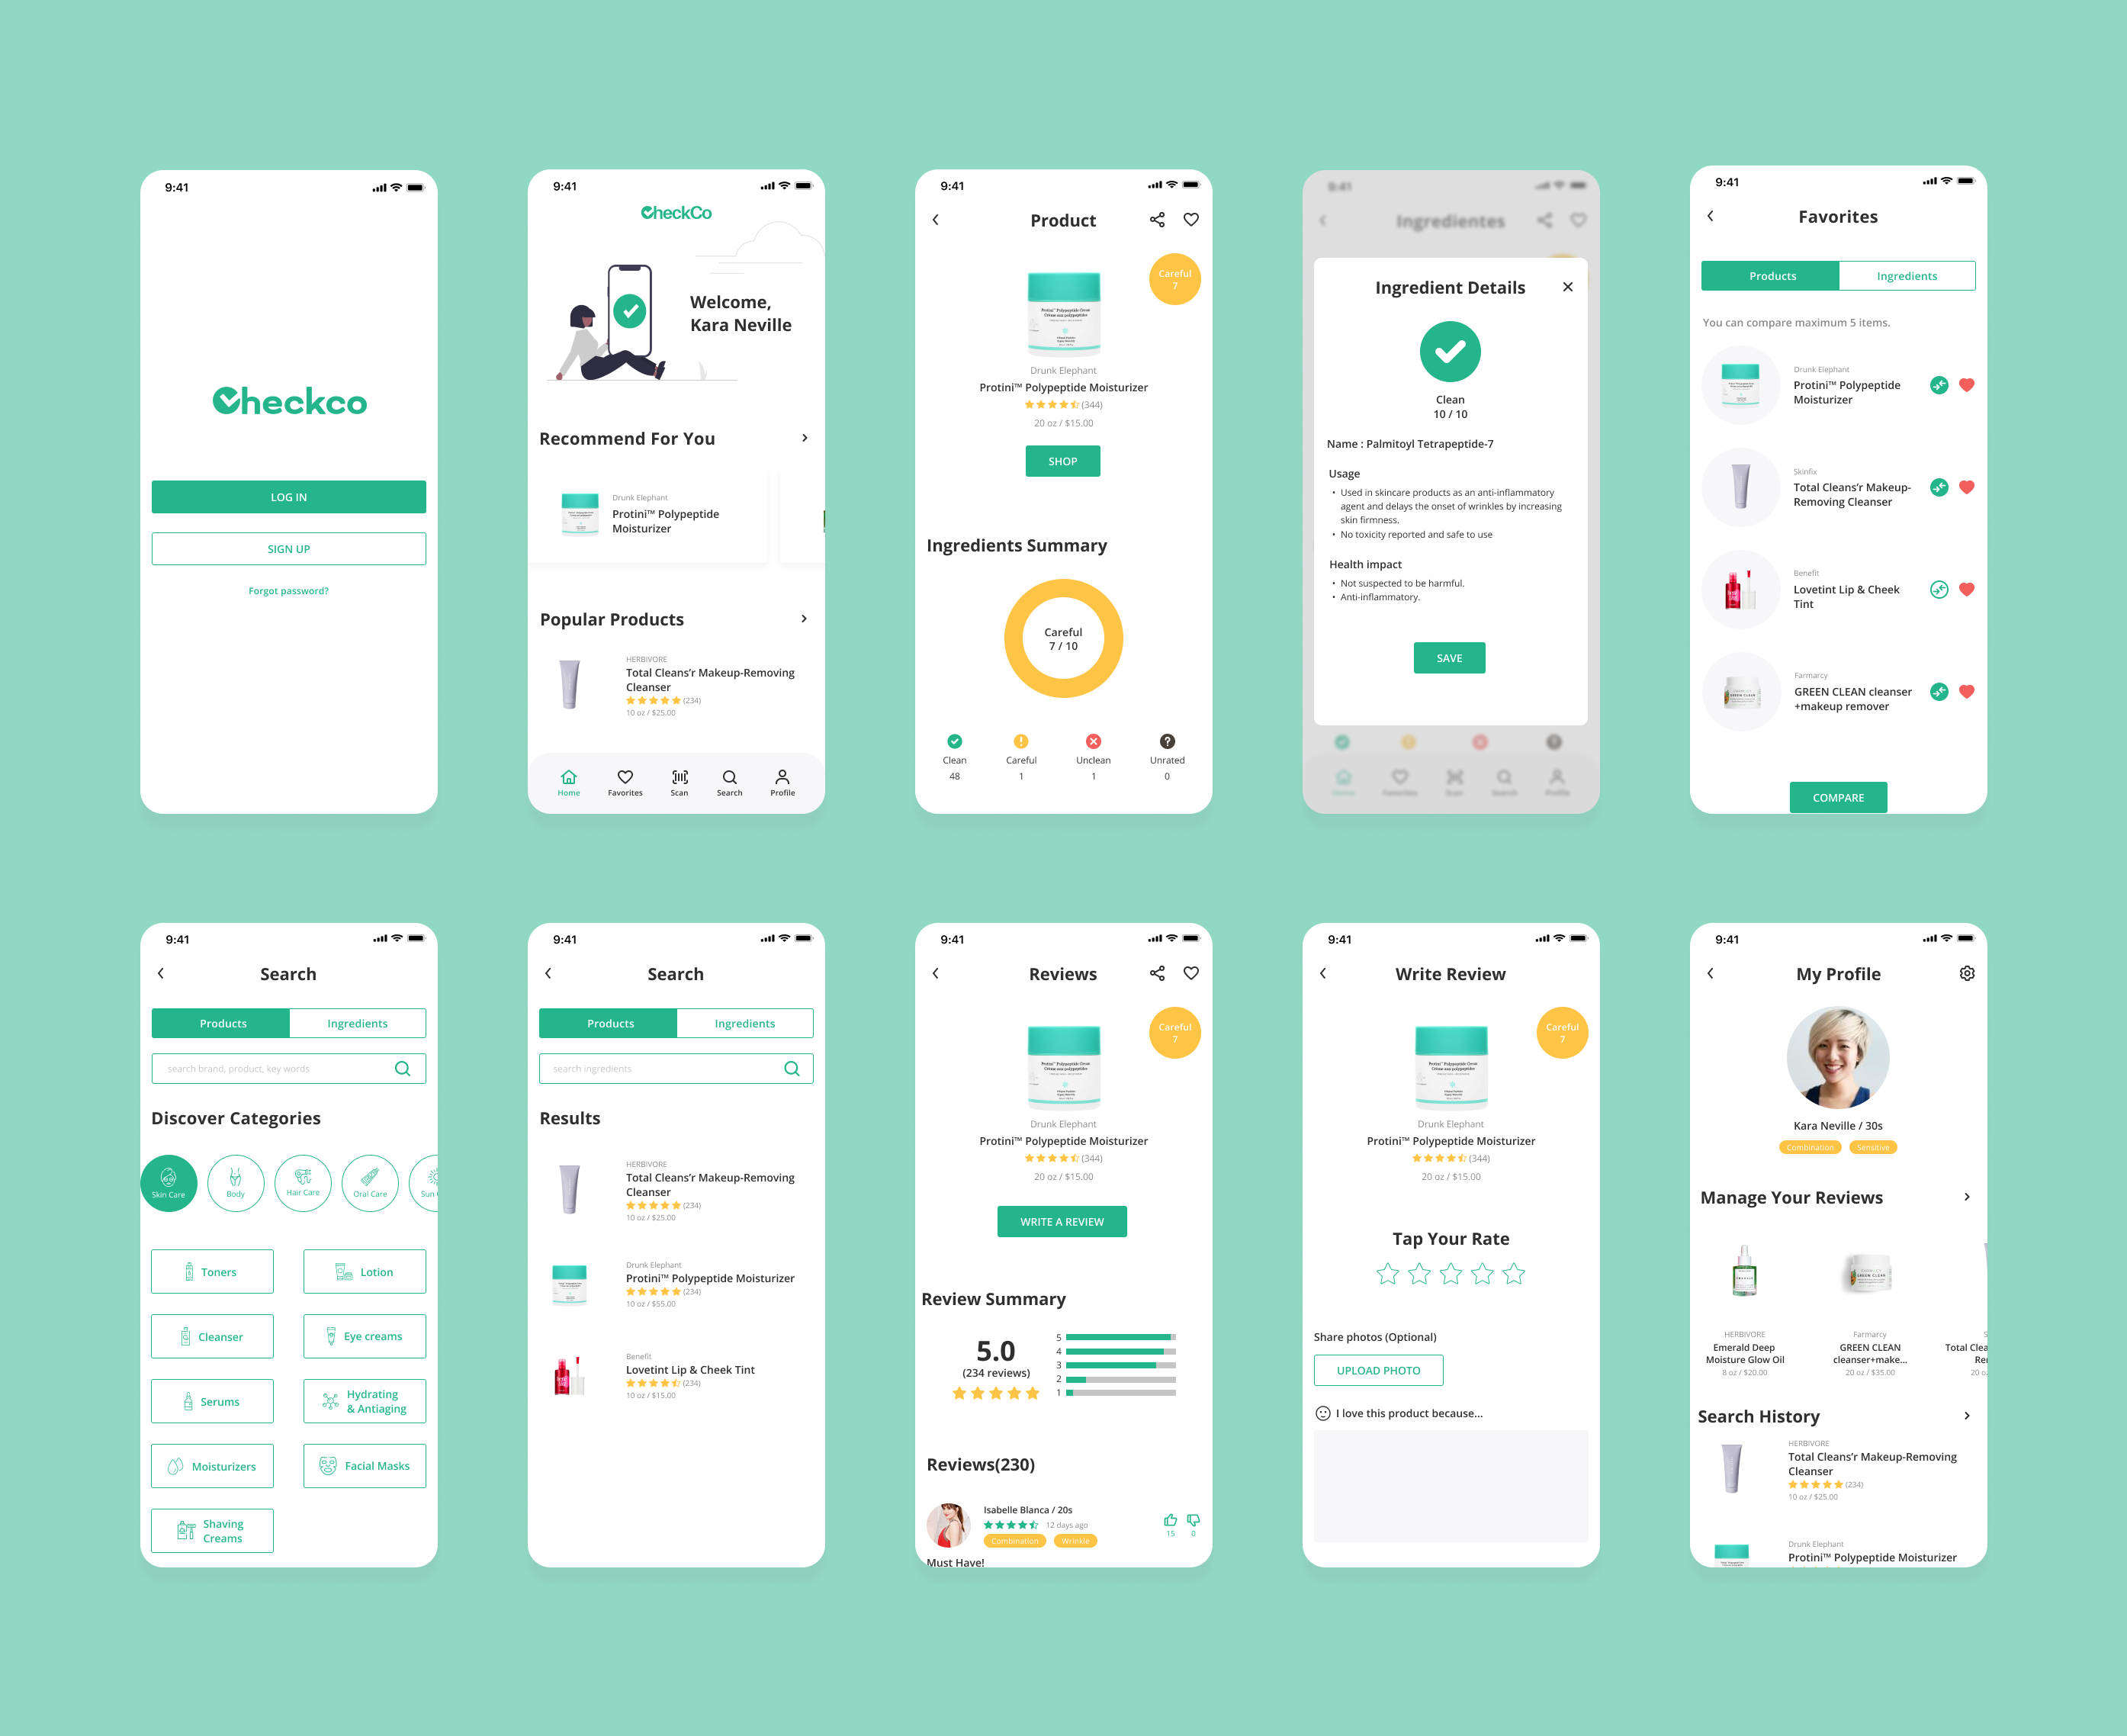 9:41
Checkco
LOG IN
SIGN UP
Forgot password?
9:41
CheckCo
Welcome,
Kara Neville
Recommend For You
Drunk Elephant
Protini™ Polypeptide
Moisturizer
Popular Products
HERBIVORE
Total Cleans’r Makeup-Removing
Cleanser
(234)
10 oz / $25.00
Home
Favorites
Scan
Search
Profile
9:41
Product
Careful
7
Protini™ Polypeptide Cream
Drunk Elephant
Protini™ Polypeptide Moisturizer
(344)
20 oz / $15.00
SHOP
Ingredients Summary
Careful
7 / 10
Clean
Careful
Unclean
Unrated
48
1
1
0
9:41
Ingredientes
Ingredient Details
Clean
10 / 10
Name : Palmitoyl Tetrapeptide-7
Usage
• Used in skincare products as an anti-inflammatory
agent and delays the onset of wrinkles by increasing
skin firmness.
• No toxicity reported and safe to use
Health impact
• Not suspected to be harmful.
• Anti-inflammatory.
SAVE
Home
Favorites
Scan
Search
Profile
9:41
Favorites
Products
Ingredients
You can compare maximum 5 items.
Drunk Elephant
Protini™ Polypeptide
Moisturizer
Skinfix
Total Cleans’r Makeup-
Removing Cleanser
Benefit
Lovetint Lip & Cheek
Tint
Farmarcy
GREEN CLEAN
GREEN CLEAN cleanser
+makeup remover
COMPARE
9:41
Search
Products
Ingredients
search brand, product, key words
Discover Categories
Skin Care
Body
Hair Care
Oral Care
Sun
Toners
Lotion
Cleanser
Eye creams
Serums
Hydrating
& Antiaging
Moisturizers
Facial Masks
Shaving
Creams
9:41
Search
Products
Ingredients
search ingredients
Results
HERBIVORE
Total Cleans’r Makeup-Removing
Cleanser
(234)
10 oz / $25.00
Drunk Elephant
Protini™ Polypeptide Moisturizer
(234)
10 oz / $55.00
Benefit
Lovetint Lip & Cheek Tint
(234)
10 oz / $15.00
9:41
Reviews
Careful
7
Protini™ Polypeptide Cream
Drunk Elephant
Protini™ Polypeptide Moisturizer
(344)
20 oz / $15.00
WRITE A REVIEW
Review Summary
5.0
(234 reviews)
5
4
3
2
1
Reviews(230)
Isabelle Blanca / 20s
12 days ago
Combination
Wrinkle
15
0
Must Have!
9:41
Write Review
Careful
7
Protini™ Polypeptide Cream
Drunk Elephant
Protini™ Polypeptide Moisturizer
(344)
20 oz / $15.00
Tap Your Rate
Share photos (Optional)
UPLOAD PHOTO
I love this product because...
9:41
My Profile
Kara Neville / 30s
Combination
Sensitive
Manage Your Reviews
GREEN CLEAN
HERBIVORE
Emerald Deep
Moisture Glow Oil
8 oz / $20.00
Farmarcy
GREEN CLEAN
cleanser+make...
20 oz / $35.00
S
Total Clea
Re
20 o
Search History
HERBIVORE
Total Cleans’r Makeup-Removing
Cleanser
(234)
10 oz / $25.00
Drunk Elephant
Protini™ Polypeptide Moisturizer